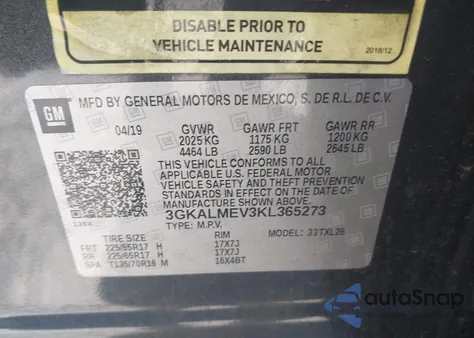 DISABLE PRIOR TO
VEHICLE MAINTENANCE
2018/12
GM
MFD BY GENERAL MOTORS DE MEXICO, S. DE R.L. DE C.V.
04/19 GVWR GAWR FRT GAWR RR
2025 KG 1175 KG 1200 KG
4464 LB 2590 LB 2645 LB
THIS VEHICLE CONFORMS TO ALL
APPLICABLE U.S. FEDERAL MOTOR
VEHICLE SAFETY AND THEFT
PREVENTION STANDARDS IN EFFECT
ON THE DATE OF MANUFACTURE
SHOWN ABOVE.
3GKALMEV3KL365273
TYPE: M.P.V. MODEL: 33TXL26
TIRE SIZE RIM
FRT 225/65R17 H 17X7J
RR 225/65R17 H 17X7J
SPA T135/70R16 M 16X4BT
autoSnap